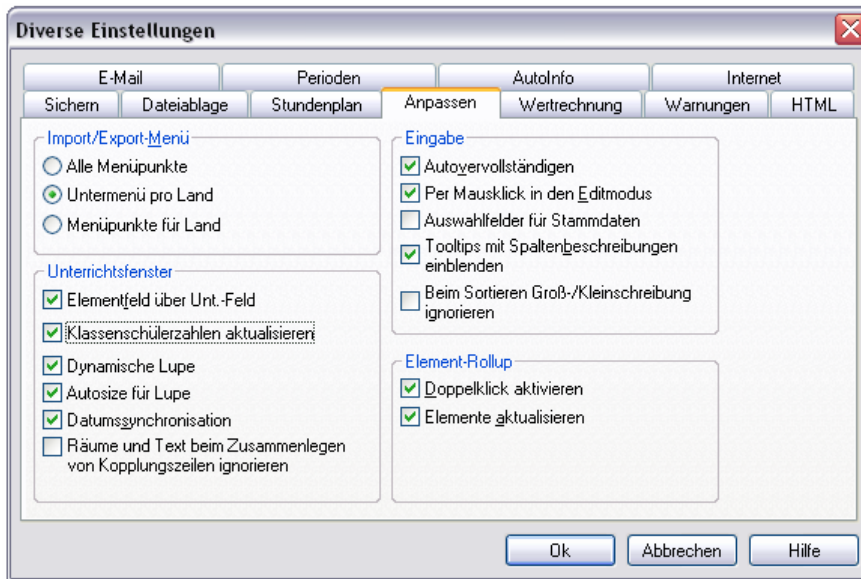 Diverse Einstellungen
E-Mail Perioden AutoInfo Internet
Sichern Dateiablage Stundenplan Anpassen Wertrechnung Warnungen HTML
Import/Export-Menü
Alle Menüpunkte
Untermenü pro Land
Menüpunkte für Land
Unterrichtsfenster
Elementfeld über Unt.-Feld
Klassenschülerzahlen aktualisieren
Dynamische Lupe
Autosize für Lupe
Datumssynchronisation
Räume und Text beim Zusammenlegen
von Kopplungszeilen ignorieren
Eingabe
Autovervollständigen
Per Mausklick in den Editmodus
Auswahlfelder für Stammdaten
Tooltips mit Spaltenbeschreibungen
einblenden
Beim Sortieren Groß-/Kleinschreibung
ignorieren
Element-Rollup
Doppelklick aktivieren
Elemente aktualisieren
Ok Abbrechen Hilfe